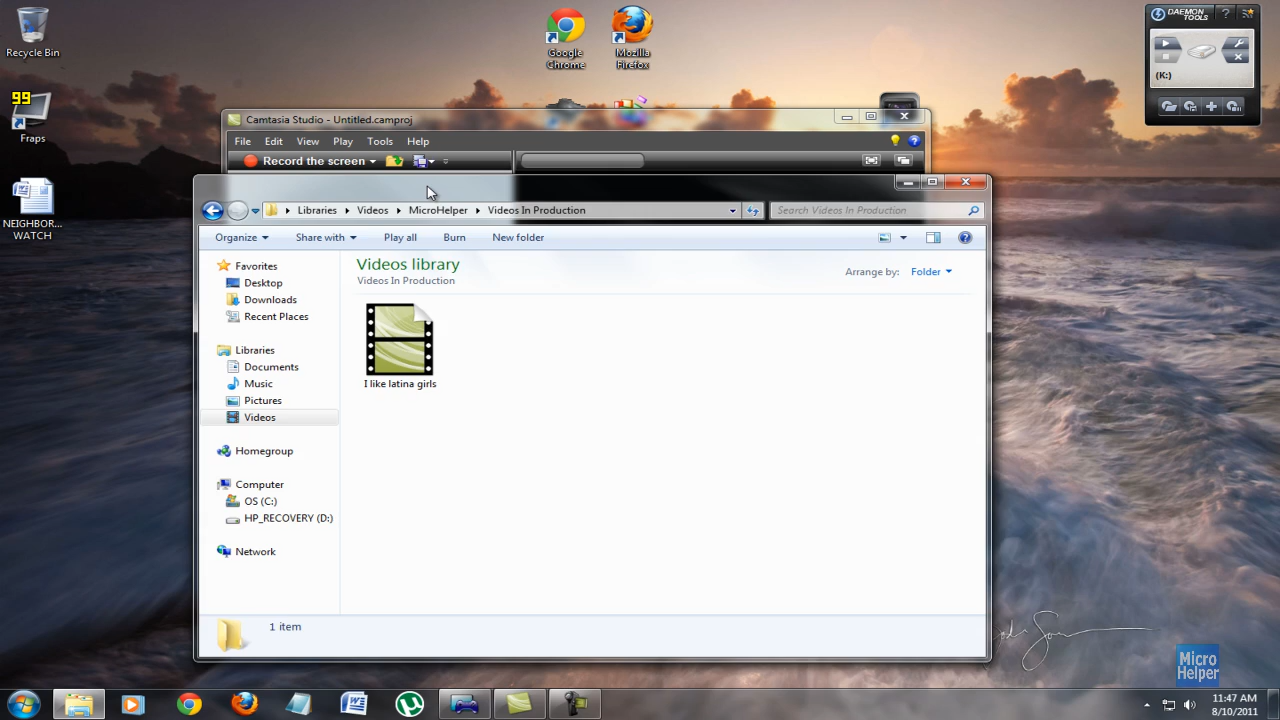 Recycle Bin
99
Fraps
NEIGHBOR...
WATCH
Google
Chrome
Mozilla
Firefox
DAEMON
TOOLS
?
(K:)
Camtasia Studio - Untitled.camproj
File Edit View Play Tools Help
Record the screen
Libraries Videos MicroHelper Videos In Production
Search Videos In Production
Organize Share with Play all Burn New folder
Favorites
Desktop
Downloads
Recent Places
Libraries
Documents
Music
Pictures
Videos
Homegroup
Computer
OS (C:)
HP_RECOVERY (D:)
Network
Videos library
Videos In Production
Arrange by: Folder
I like latina girls
1 item
Micro
Helper
11:47 AM
8/10/2011